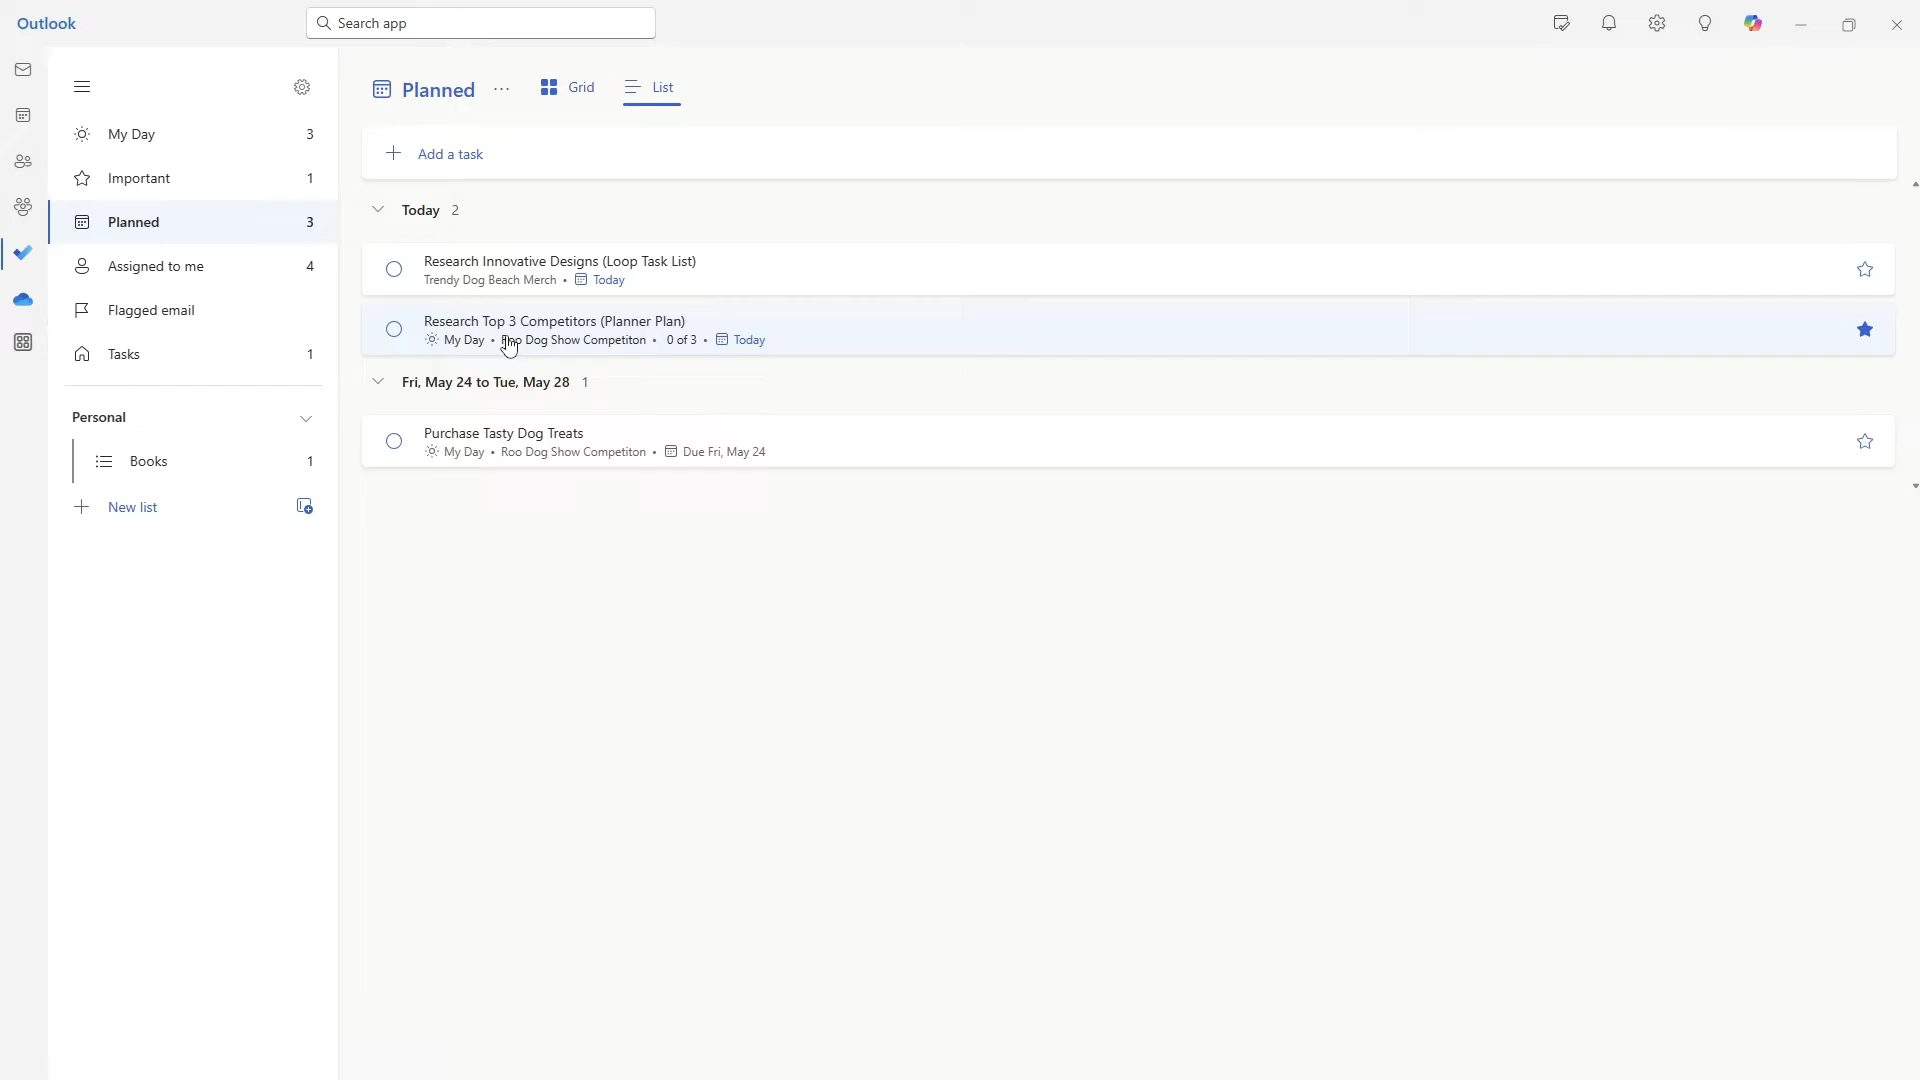 Outlook
Search app
My Day 3
Important 1
Planned 3
Assigned to me 4
Flagged email
Tasks 1
Personal
Books 1
New list
Planned ... Grid List
Add a task
Today 2
Research Innovative Designs (Loop Task List)
Trendy Dog Beach Merch • Today
Research Top 3 Competitors (Planner Plan)
My Day • Roo Dog Show Competiton • 0 of 3 • Today
Fri, May 24 to Tue, May 28 1
Purchase Tasty Dog Treats
My Day • Roo Dog Show Competiton • Due Fri, May 24